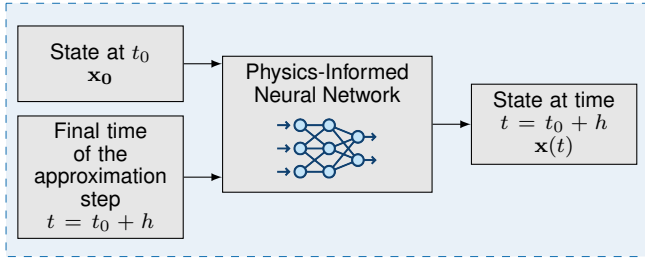 State at t₀
x₀
Final time
of the
approximation
step
t = t₀ + h
Physics-Informed
Neural Network
State at time
t = t₀ + h
x(t)